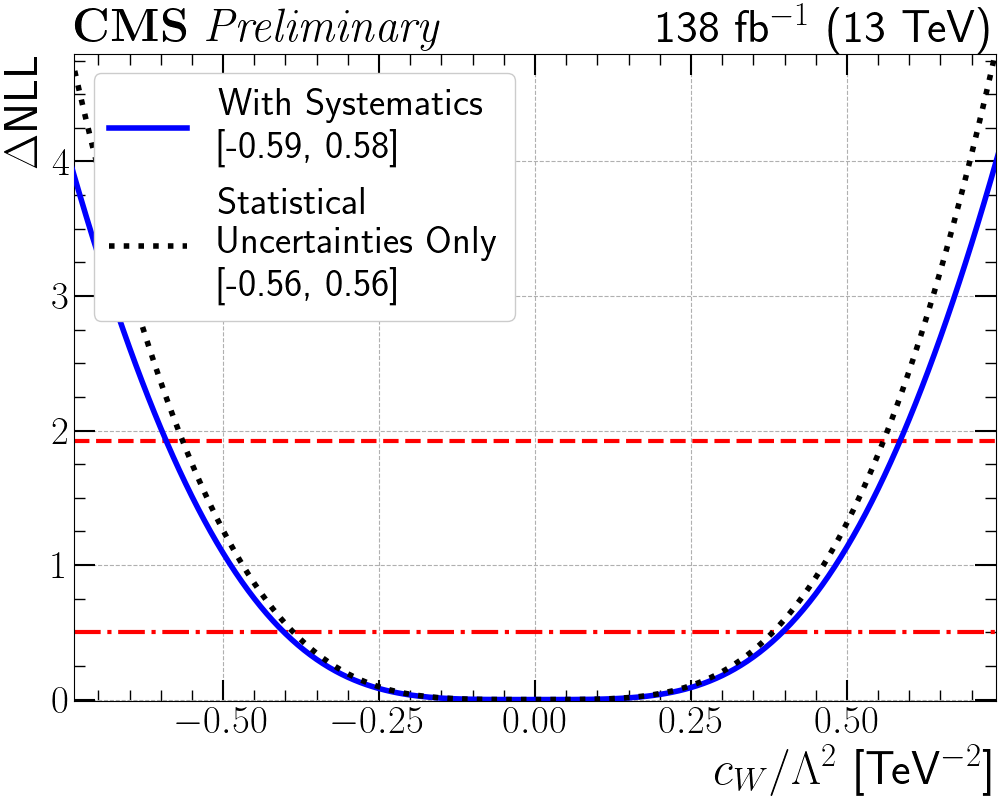 CMS Preliminary 138 fb⁻¹ (13 TeV)
ΔNLL
With Systematics
[-0.59, 0.58]
Statistical
Uncertainties Only
[-0.56, 0.56]
4
3
2
1
0
−0.50 −0.25 0.00 0.25 0.50
c_W/Λ² [TeV⁻²]